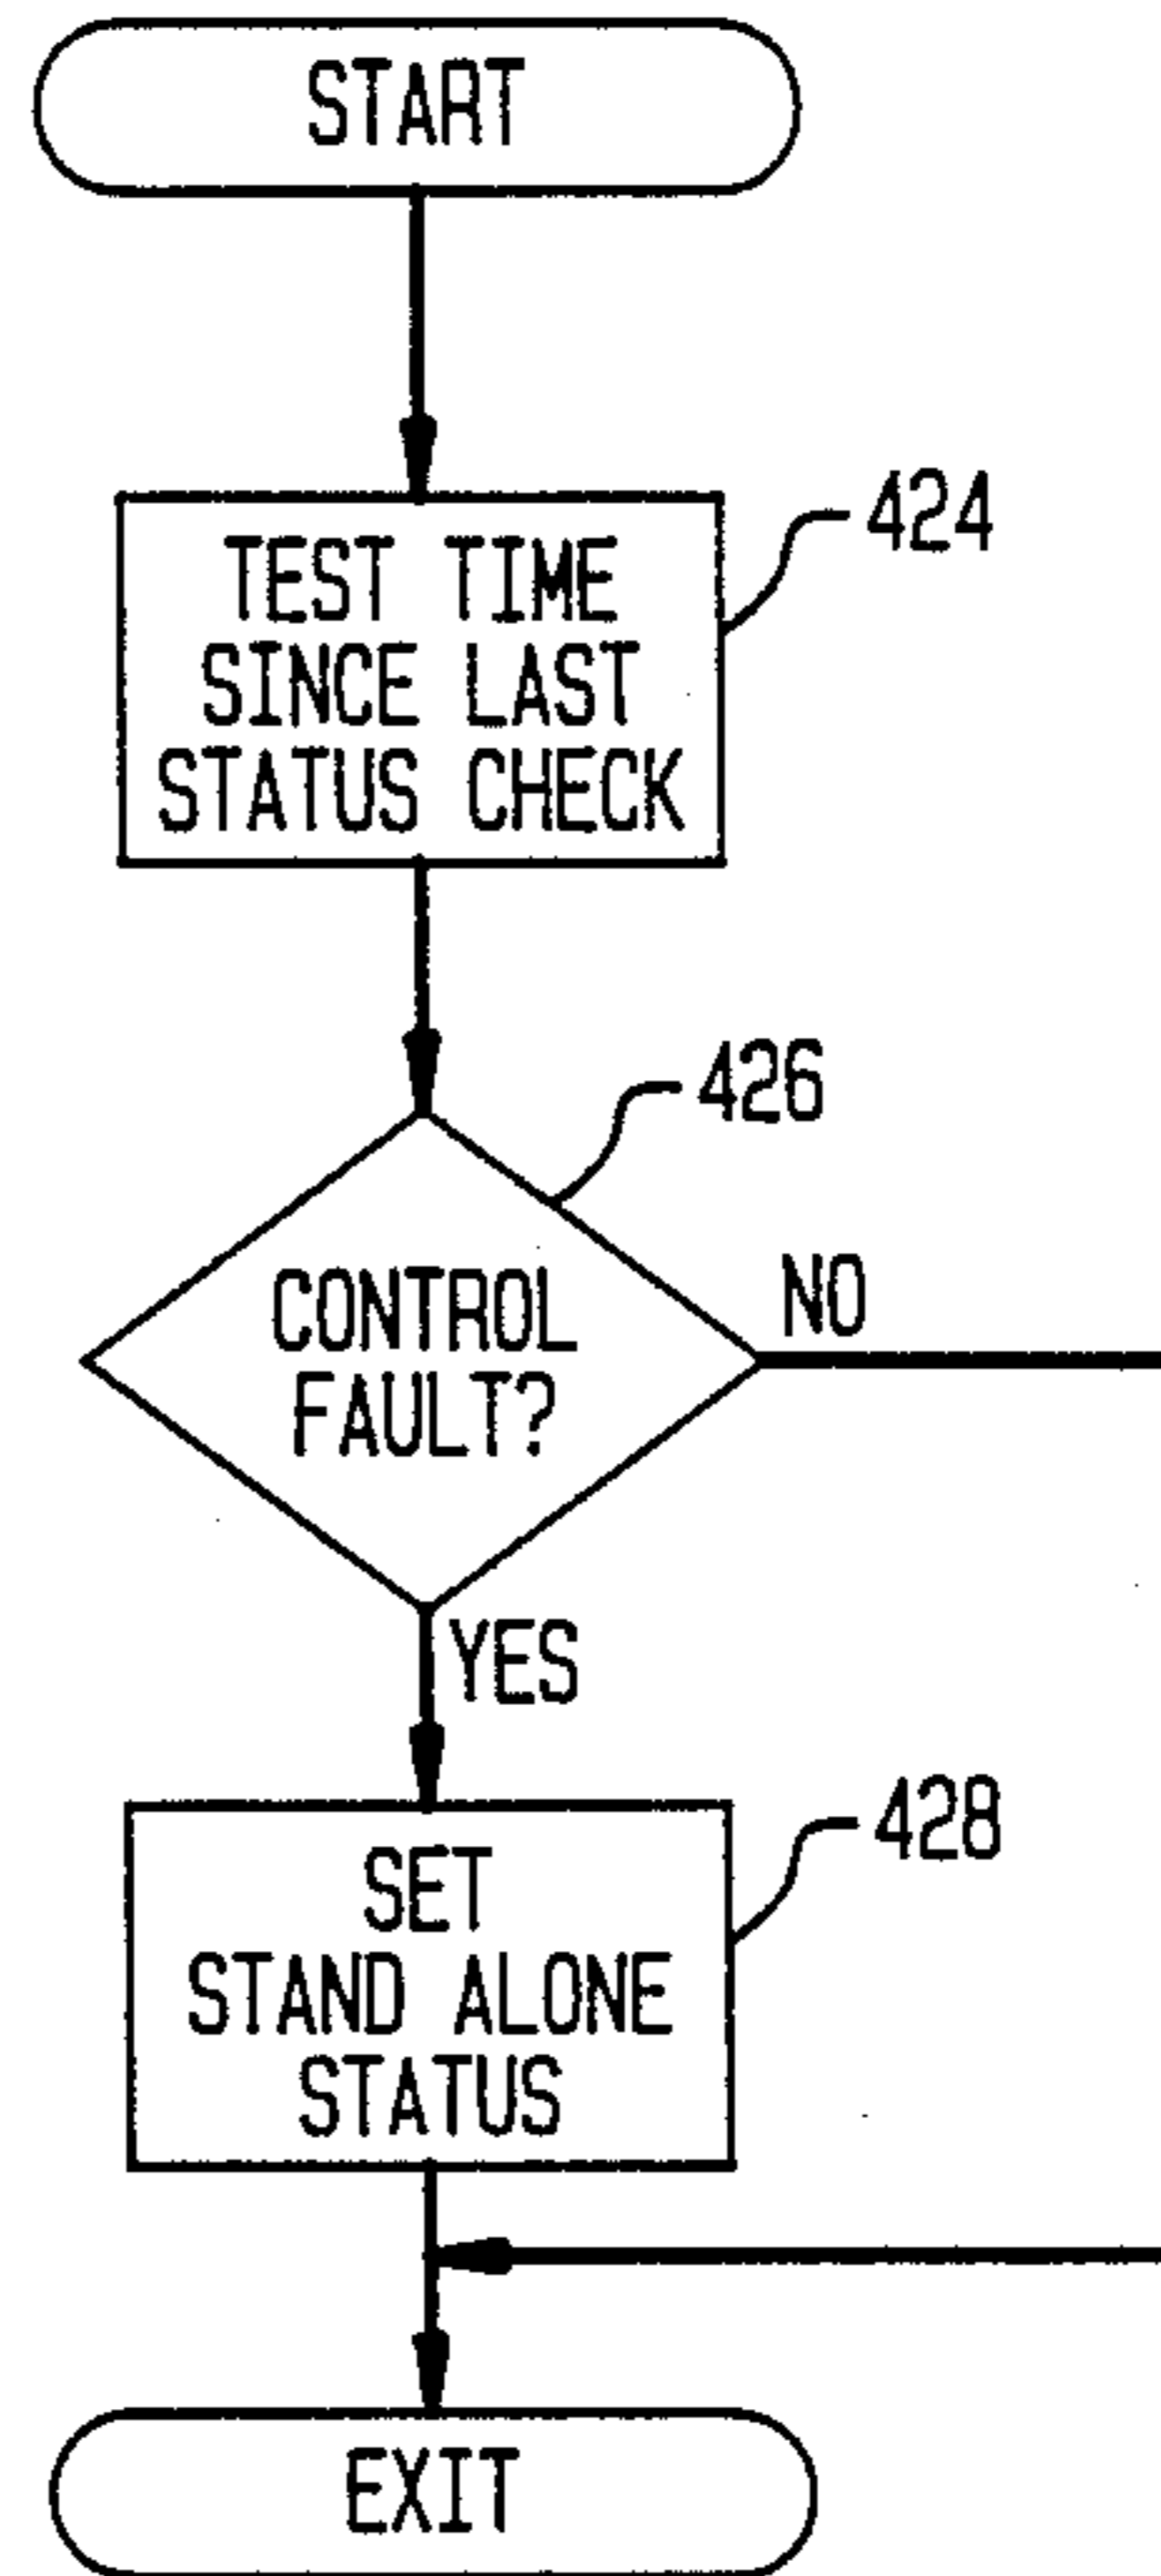 START
424
TEST TIME
SINCE LAST
STATUS CHECK
426
CONTROL
FAULT?
NO
YES
428
SET
STAND ALONE
STATUS
EXIT